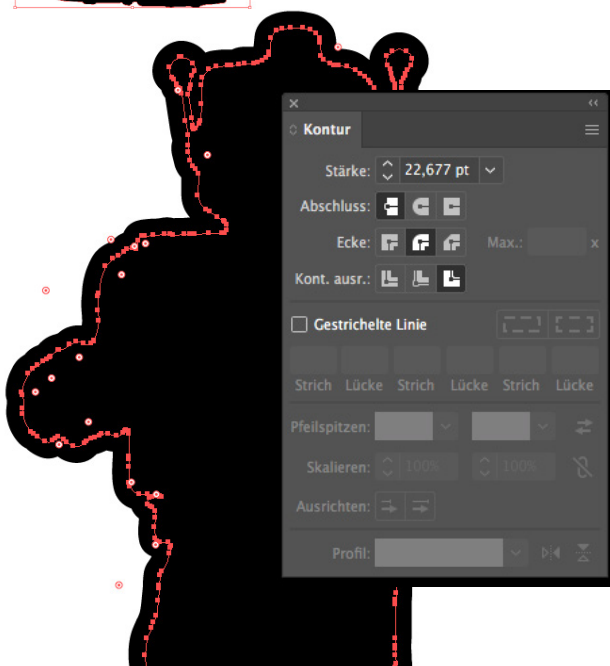 Kontur
Stärke: 22,677 pt
Abschluss:
Ecke: Max.: x
Kont. ausr.:
Gestrichelte Linie
Strich Lücke Strich Lücke Strich Lücke
Pfeilspitzen:
Skalieren: 100% 100%
Ausrichten:
Profil: